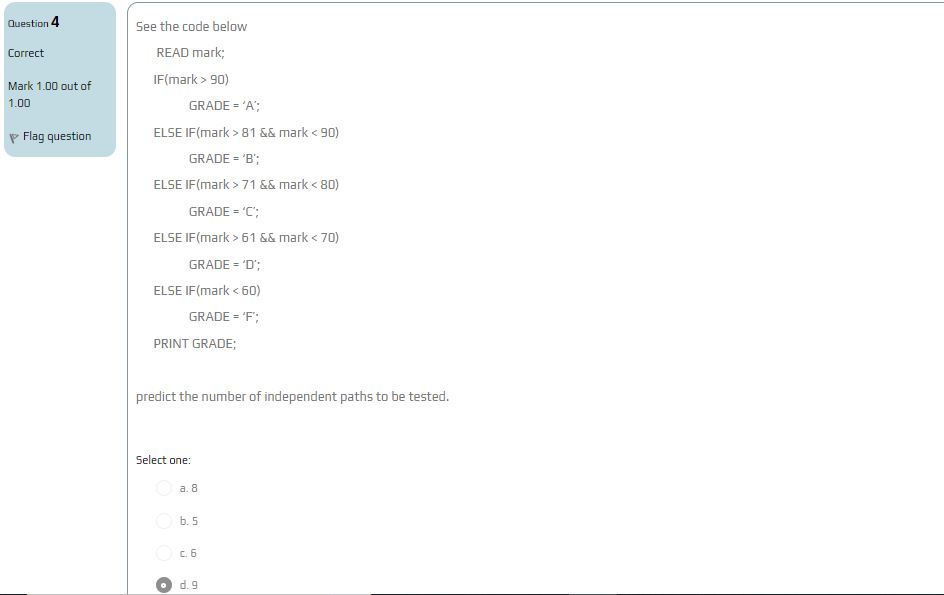 Question 4
Correct
Mark 1.00 out of
1.00
Flag question
See the code below
READ mark;
IF(mark > 90)
GRADE = ‘A’;
ELSE IF(mark > 81 && mark < 90)
GRADE = ‘B’;
ELSE IF(mark > 71 && mark < 80)
GRADE = ‘C’;
ELSE IF(mark > 61 && mark < 70)
GRADE = ‘D’;
ELSE IF(mark < 60)
GRADE = ‘F’;
PRINT GRADE;
predict the number of independent paths to be tested.
Select one:
a. 8
b. 5
c. 6
d. 9